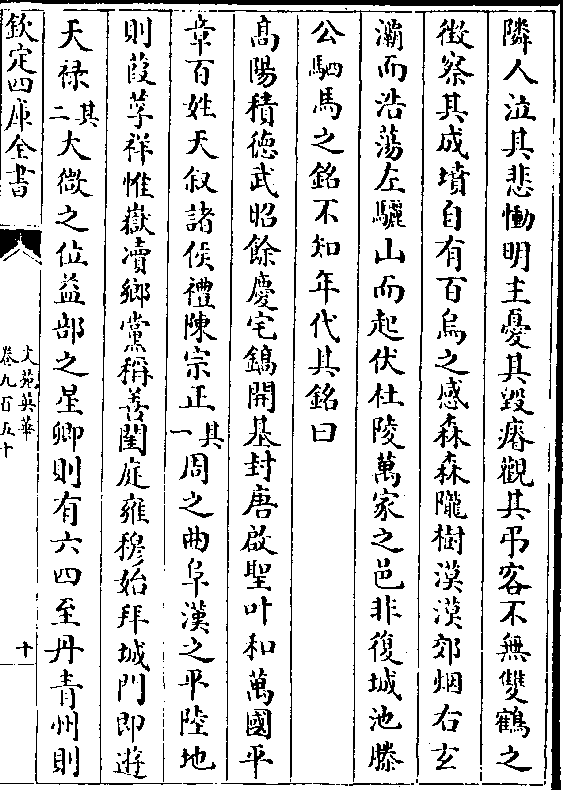 隣人泣其悲慟明主憂其毀瘠觀其弔客不無雙鶴之
徴察其成墳自有百烏之感森森隴樹漠漠郊烟右玄
灞而浩蕩左驪山而起伏杜陵萬家之邑非復城池滕
公駟馬之銘不知年代其銘曰
髙陽積徳武昭餘慶宅鎬開基封唐啟聖叶和萬國平
章百姓天叙諸侯禮陳宗正其一周之曲阜漢之平陸地
則葭莩祥惟嶽凟鄉黨稱善閨庭雍穆始拜城門即遊
天禄其二大微之位益部之星卿則有六四至丹青州則
欽定四庫全書
文苑英華
卷九百五十
十